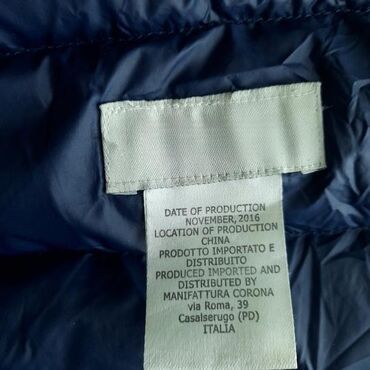 DATE OF PRODUCTION
NOVEMBER, 2016
LOCATION OF PRODUCTION
CHINA
PRODOTTO IMPORTATO E
DISTRIBUITO
PRODUCED IMPORTED AND
DISTRIBUTED BY
MANIFATTURA CORONA
via Roma, 39
Casalserugo (PD)
ITALIA